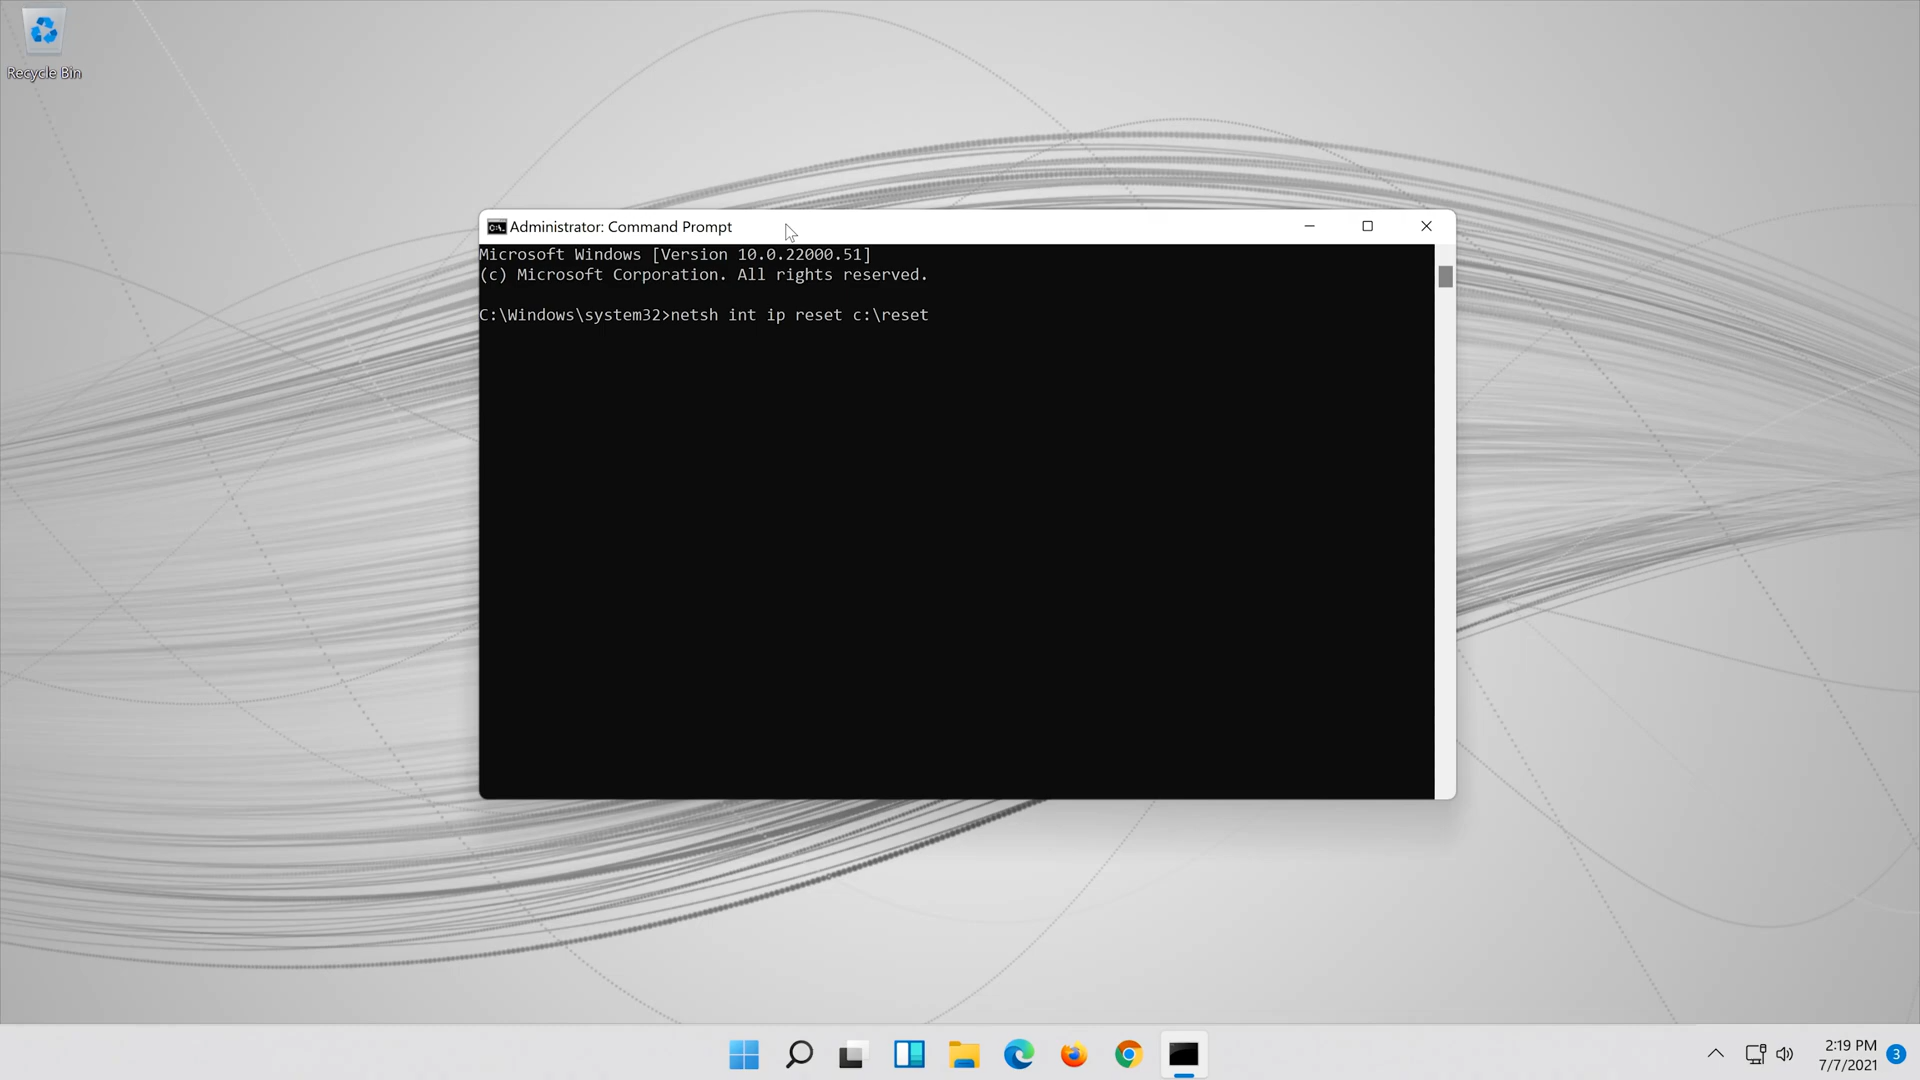 Recycle Bin
Administrator: Command Prompt
Microsoft Windows [Version 10.0.22000.51]
(c) Microsoft Corporation. All rights reserved.
C:\Windows\system32>netsh int ip reset c:\reset
2:19 PM
7/7/2021
3